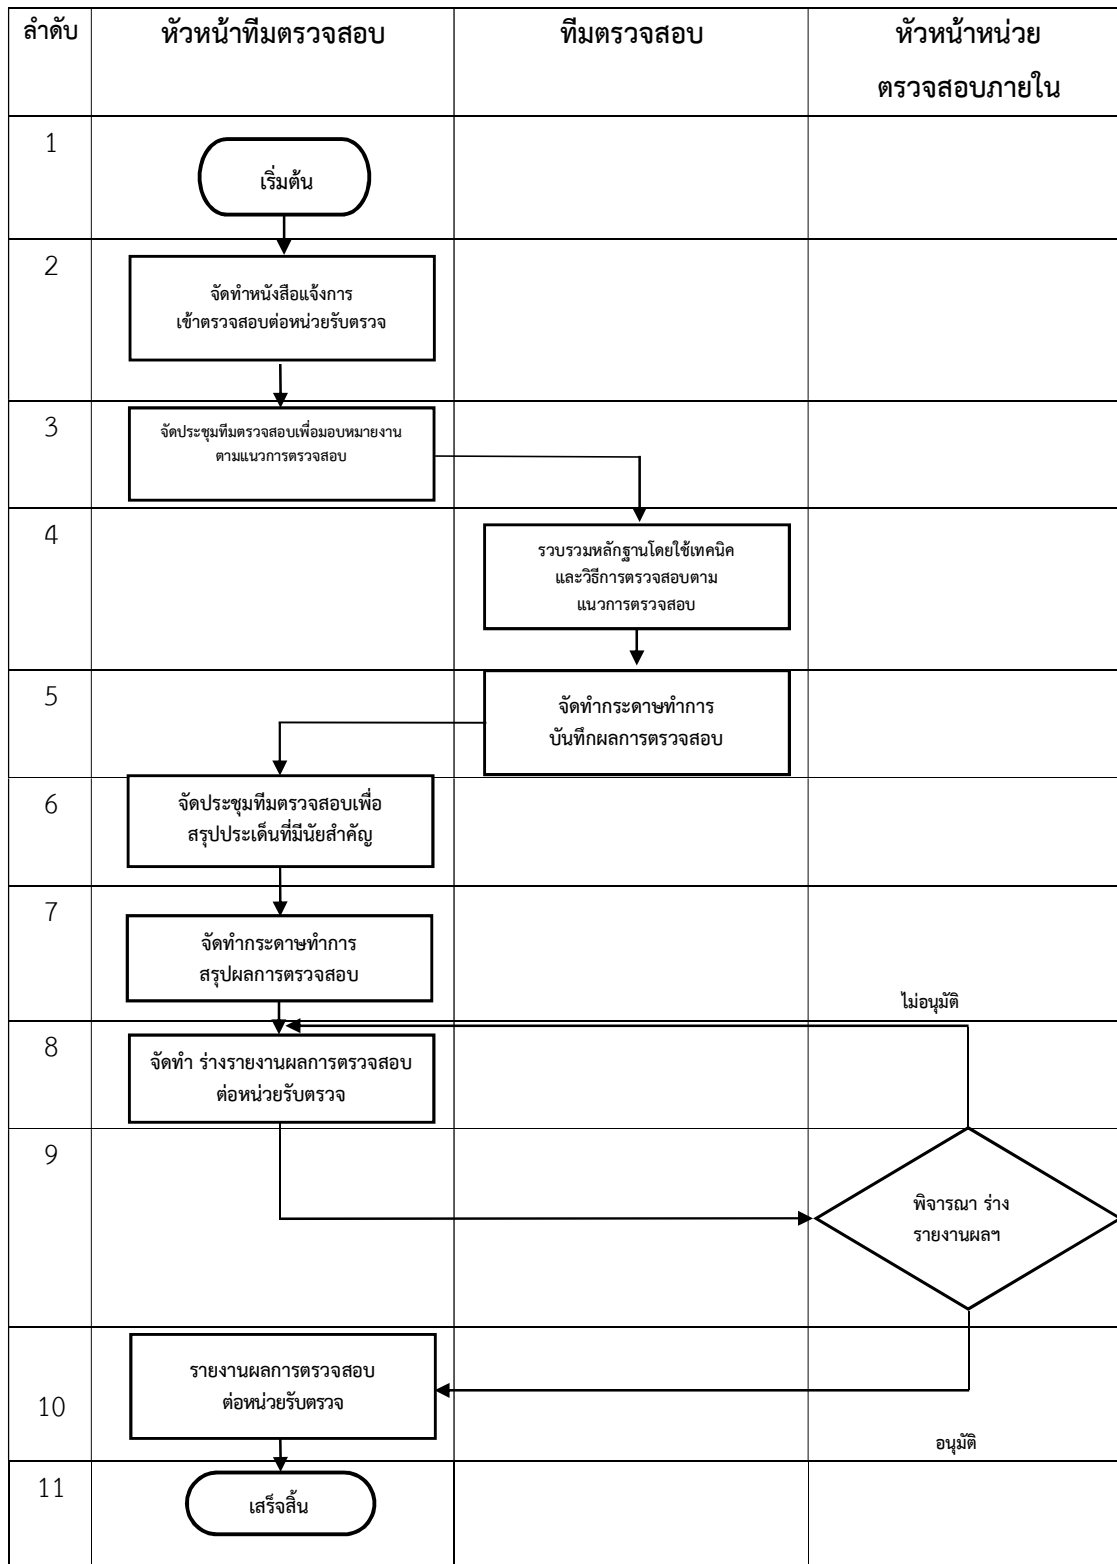 ลำดับ หัวหน้าทีมตรวจสอบ ทีมตรวจสอบ หัวหน้าหน่วย
ตรวจสอบภายใน
1
เริ่มต้น
2
จัดทำหนังสือแจ้งการ
เข้าตรวจสอบต่อหน่วยรับตรวจ
3
จัดประชุมทีมตรวจสอบเพื่อมอบหมายงาน
ตามแนวการตรวจสอบ
4
รวบรวมหลักฐานโดยใช้เทคนิค
และวิธีการตรวจสอบตาม
แนวการตรวจสอบ
5
จัดทำกระดาษทำการ
บันทึกผลการตรวจสอบ
6
จัดประชุมทีมตรวจสอบเพื่อ
สรุปประเด็นที่มีนัยสำคัญ
7
จัดทำกระดาษทำการ
สรุปผลการตรวจสอบ
ไม่อนุมัติ
8
จัดทำ ร่างรายงานผลการตรวจสอบ
ต่อหน่วยรับตรวจ
9
พิจารณา ร่าง
รายงานผลฯ
รายงานผลการตรวจสอบ
ต่อหน่วยรับตรวจ
10
อนุมัติ
11
เสร็จสิ้น